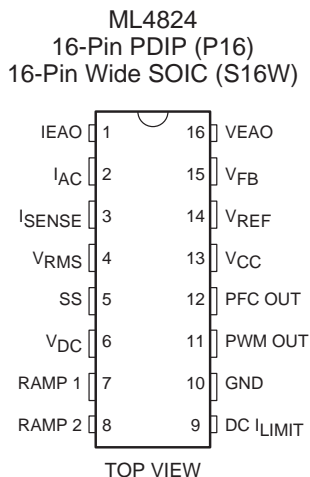 ML4824
16-Pin PDIP (P16)
16-Pin Wide SOIC (S16W)
IEAO 1 16 VEAO
IAC 2 15 VFB
ISENSE 3 14 VREF
VRMS 4 13 VCC
SS 5 12 PFC OUT
VDC 6 11 PWM OUT
RAMP 1 7 10 GND
RAMP 2 8 9 DC ILIMIT
TOP VIEW